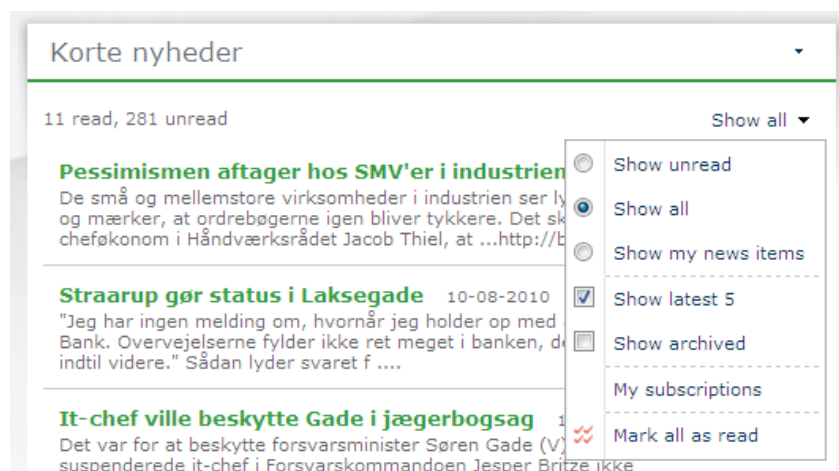 Korte nyheder
11 read, 281 unread
Show all
Pessimismen aftager hos SMV'er i industrien
De små og mellemstore virksomheder i industrien ser
og mærker, at ordrebøgerne igen bliver tykkere. Det
cheføkonom i Håndværksrådet Jacob Thiel, at ...http://b
Straarup gør status i Laksegade 10-08-2010
"Jeg har ingen melding om, hvornår jeg holder op med
Bank. Overvejelserne fylder ikke ret meget i banken,
indtil videre." Sådan lyder svaret f ....
It-chef ville beskytte Gade i jægerbogsag
Det var for at beskytte forsvarsminister Søren Gade (V)
suspenderede it-chef i Forsvarskommandoen Jesper Britze ikke
Show unread
Show all
Show my news items
Show latest 5
Show archived
My subscriptions
Mark all as read